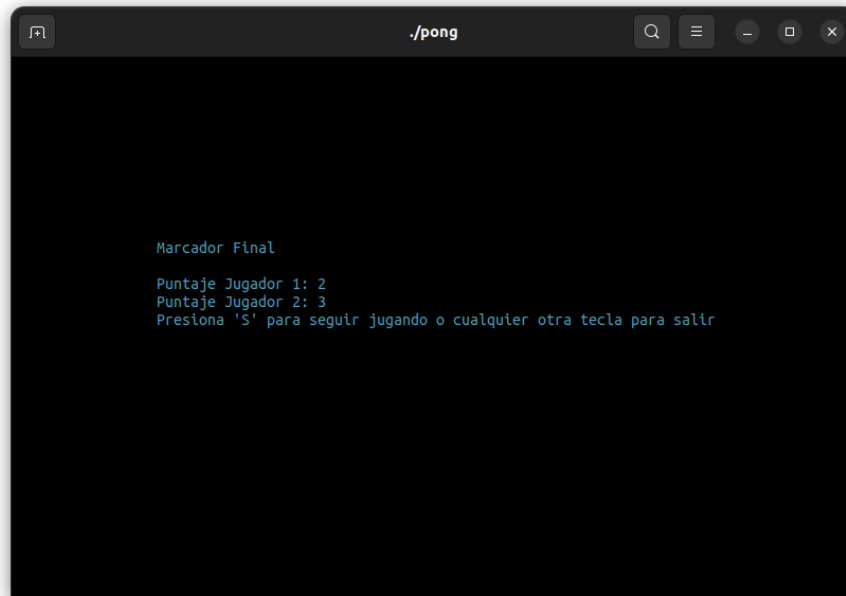 ./pong
Marcador Final
Puntaje Jugador 1: 2
Puntaje Jugador 2: 3
Presiona 'S' para seguir jugando o cualquier otra tecla para salir